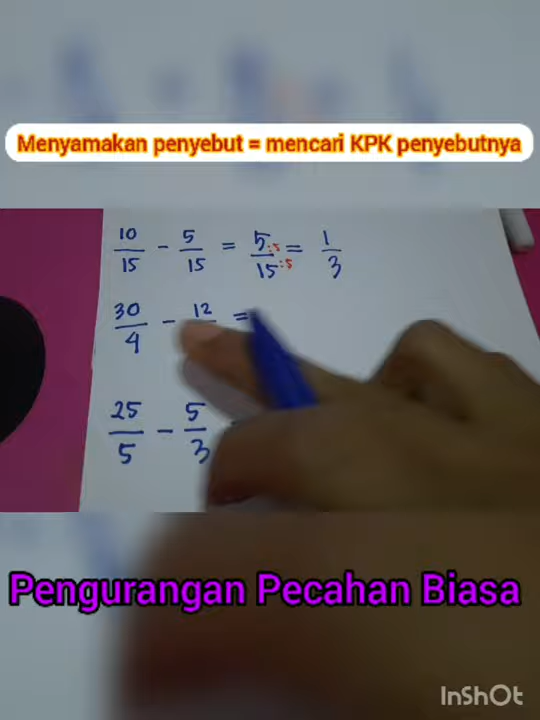 Menyamakan penyebut = mencari KPK penyebutnya
10/15 - 5/15 = 5:5/15:5 = 1/3
30/4 - 12 =
25/5 - 5/3
Pengurangan Pecahan Biasa
InShOt